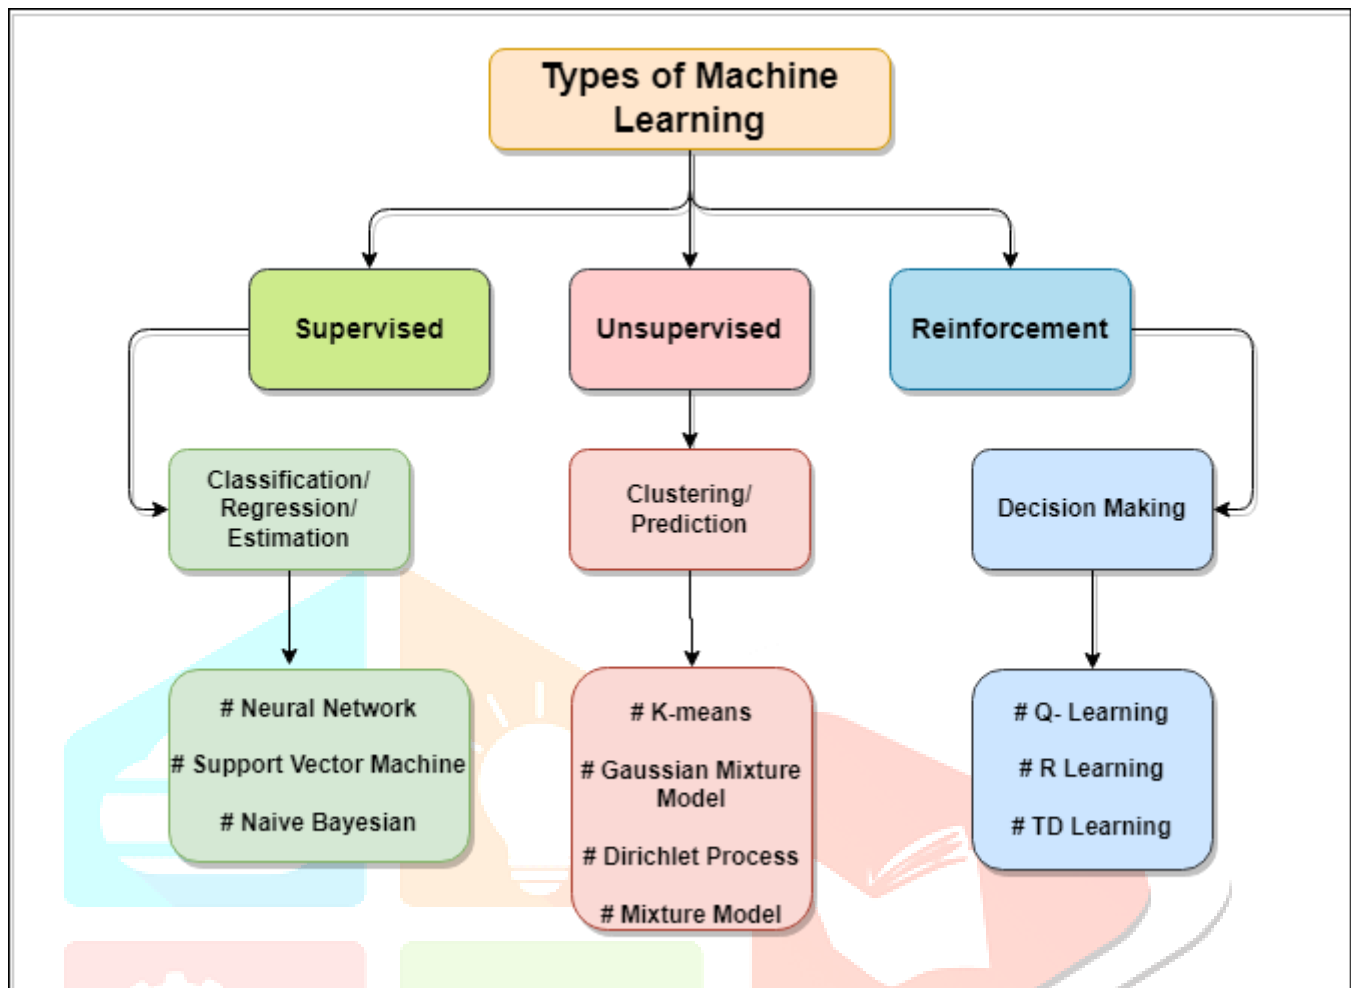 Types of Machine
Learning
Supervised
Unsupervised
Reinforcement
Classification/
Regression/
Estimation
Clustering/
Prediction
Decision Making
# Neural Network
# Support Vector Machine
# Naive Bayesian
# K-means
# Gaussian Mixture
Model
# Dirichlet Process
# Mixture Model
# Q- Learning
# R Learning
# TD Learning